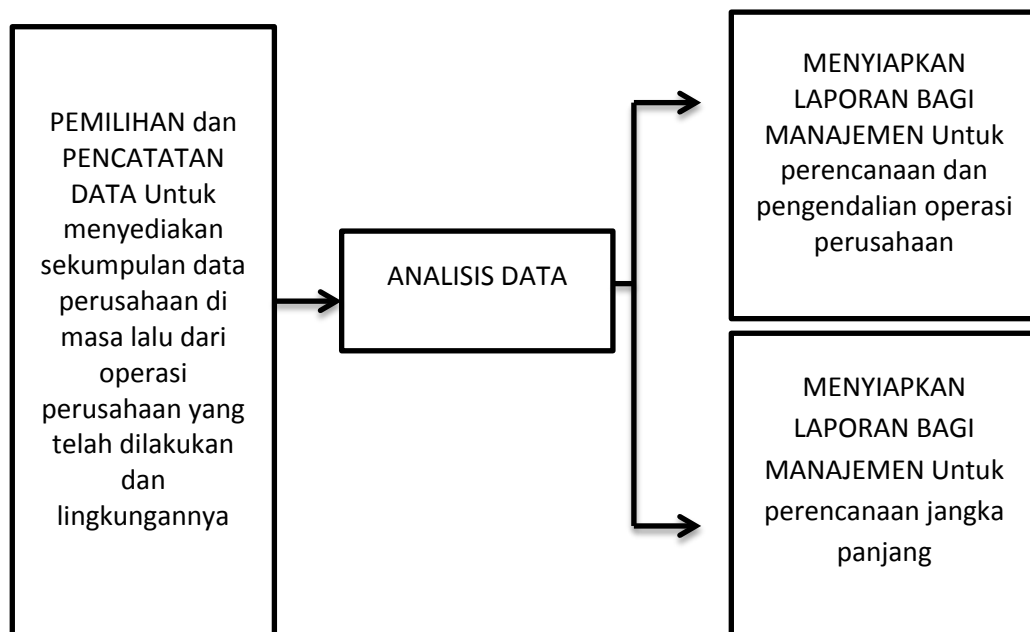 PEMILIHAN dan
PENCATATAN
DATA Untuk
menyediakan
sekumpulan data
perusahaan di
masa lalu dari
operasi
perusahaan yang
telah dilakukan
dan
lingkungannya
ANALISIS DATA
MENYIAPKAN
LAPORAN BAGI
MANAJEMEN Untuk
perencanaan dan
pengendalian operasi
perusahaan
MENYIAPKAN
LAPORAN BAGI
MANAJEMEN Untuk
perencanaan jangka
panjang